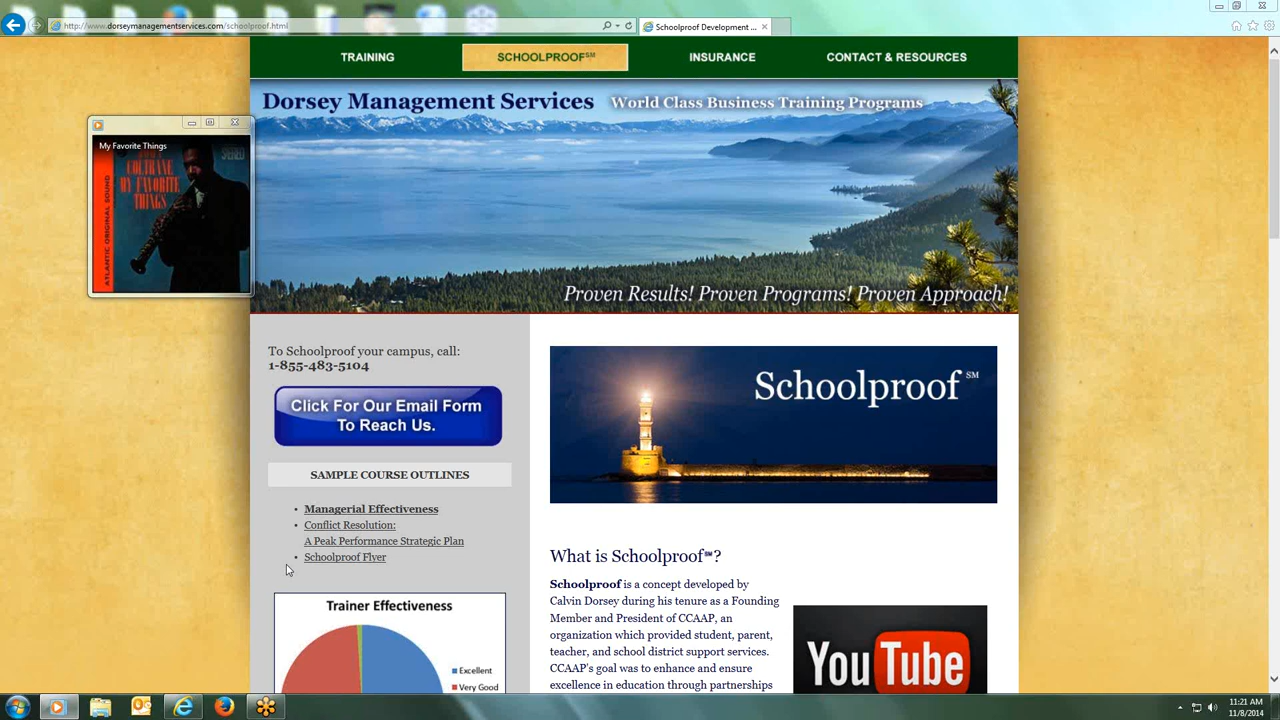 http://www.dorseymanagementservices.com/schoolproof.html
Schoolproof Development ...
TRAINING
SCHOOLPROOF℠
INSURANCE
CONTACT & RESOURCES
Dorsey Management Services
World Class Business Training Programs
My Favorite Things
STEREO
COLTRANE
MY FAVORITE
THINGS
ATLANTIC ORIGINAL SOUND
Proven Results! Proven Programs! Proven Approach!
To Schoolproof your campus, call:
1-855-483-5104
Click For Our Email Form
To Reach Us.
SAMPLE COURSE OUTLINES
• Managerial Effectiveness
• Conflict Resolution:
A Peak Performance Strategic Plan
• Schoolproof Flyer
Trainer Effectiveness
Excellent
Very Good
Schoolproof ℠
What is Schoolproof℠?
Schoolproof is a concept developed by
Calvin Dorsey during his tenure as a Founding
Member and President of CCAAP, an
organization which provided student, parent,
teacher, and school district support services.
CCAAP's goal was to enhance and ensure
excellence in education through partnerships
YouTube
11:21 AM
11/8/2014